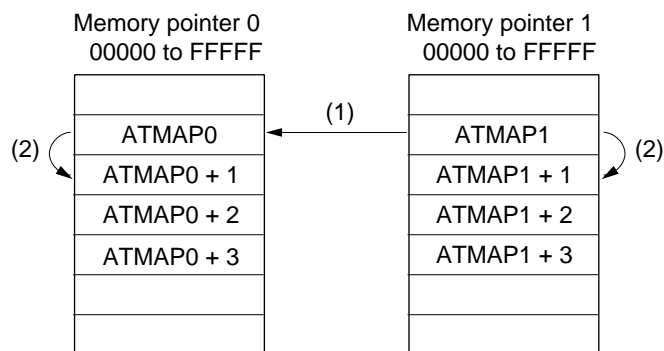 Memory pointer 0
00000 to FFFFF
Memory pointer 1
00000 to FFFFF
(1)
ATMAP0
ATMAP1
(2)
(2)
ATMAP0 + 1
ATMAP1 + 1
ATMAP0 + 2
ATMAP1 + 2
ATMAP0 + 3
ATMAP1 + 3